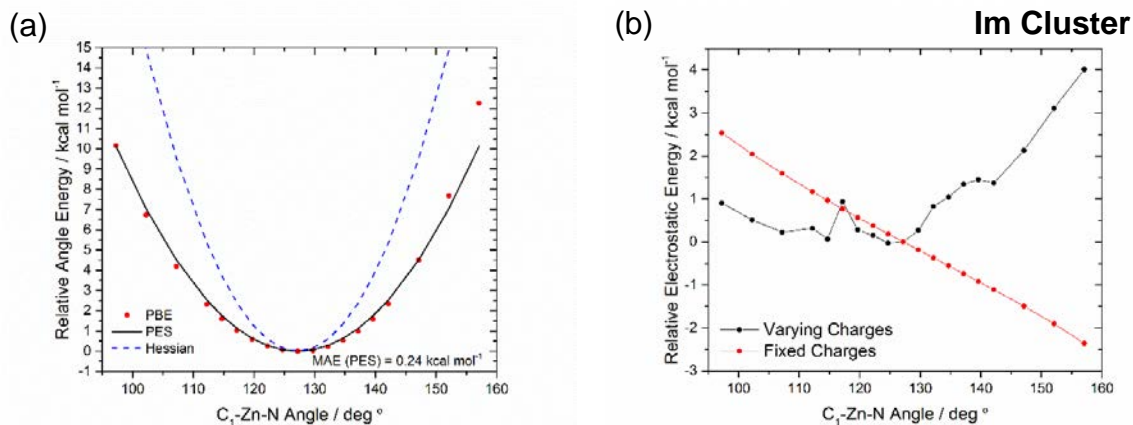 (a)
(b)
Im Cluster
Relative Angle Energy / kcal mol⁻¹
15
14
13
12
11
10
9
8
7
6
5
4
3
2
1
0
-1
PBE
PES
Hessian
MAE (PES) = 0.24 kcal mol⁻¹
100 110 120 130 140 150 160
C₁-Zn-N Angle / deg º
Relative Electrostatic Energy / kcal mol⁻¹
4
3
2
1
0
-1
-2
-3
Varying Charges
Fixed Charges
100 110 120 130 140 150 160
C₁-Zn-N Angle / deg º